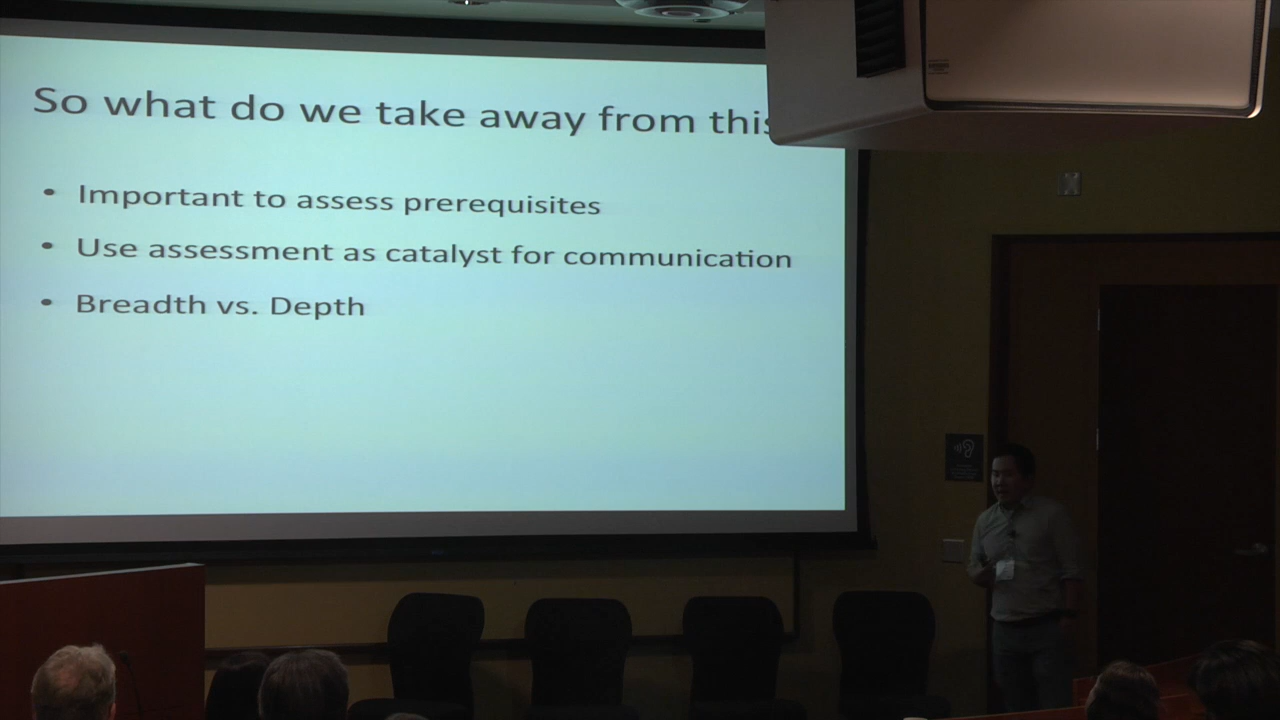 So what do we take away from this
• Important to assess prerequisites
• Use assessment as catalyst for communication
• Breadth vs. Depth